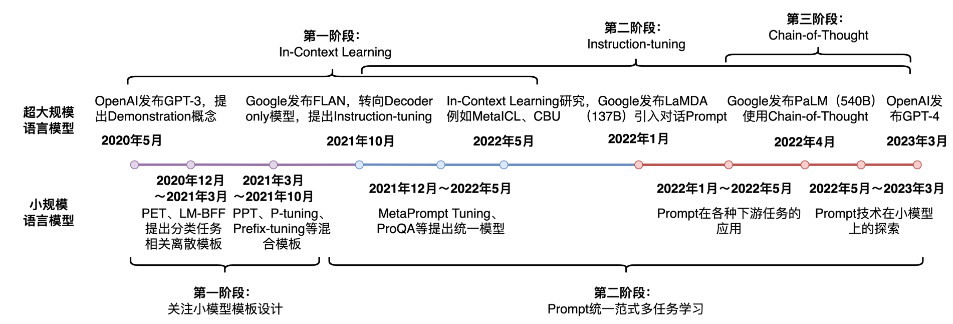 第一阶段：
In-Context Learning
第二阶段：
Instruction-tuning
第三阶段：
Chain-of-Thought
超大规模
语言模型
OpenAI发布GPT-3，提
出Demonstration概念
2020年5月
Google发布FLAN，转向Decoder
only模型，提出Instruction-tuning
2021年10月
In-Context Learning研究，
例如MetaICL、CBU
2022年5月
Google发布LaMDA
（137B）引入对话Prompt
2022年1月
Google发布PaLM（540B）
使用Chain-of-Thought
2022年4月
OpenAI发
布GPT-4
2023年3月
小规模
语言模型
2020年12月
～2021年3月
PET、LM-BFF
提出分类任务
相关离散模板
2021年3月
～2021年10月
PPT、P-tuning、
Prefix-tuning等混
合模板
2021年12月～2022年5月
MetaPrompt Tuning、
ProQA等提出统一模型
2022年1月～2022年5月
Prompt在各种下游任务的
应用
2022年5月～2023年3月
Prompt技术在小模型
上的探索
第一阶段：
关注小模型模板设计
第二阶段：
Prompt统一范式多任务学习